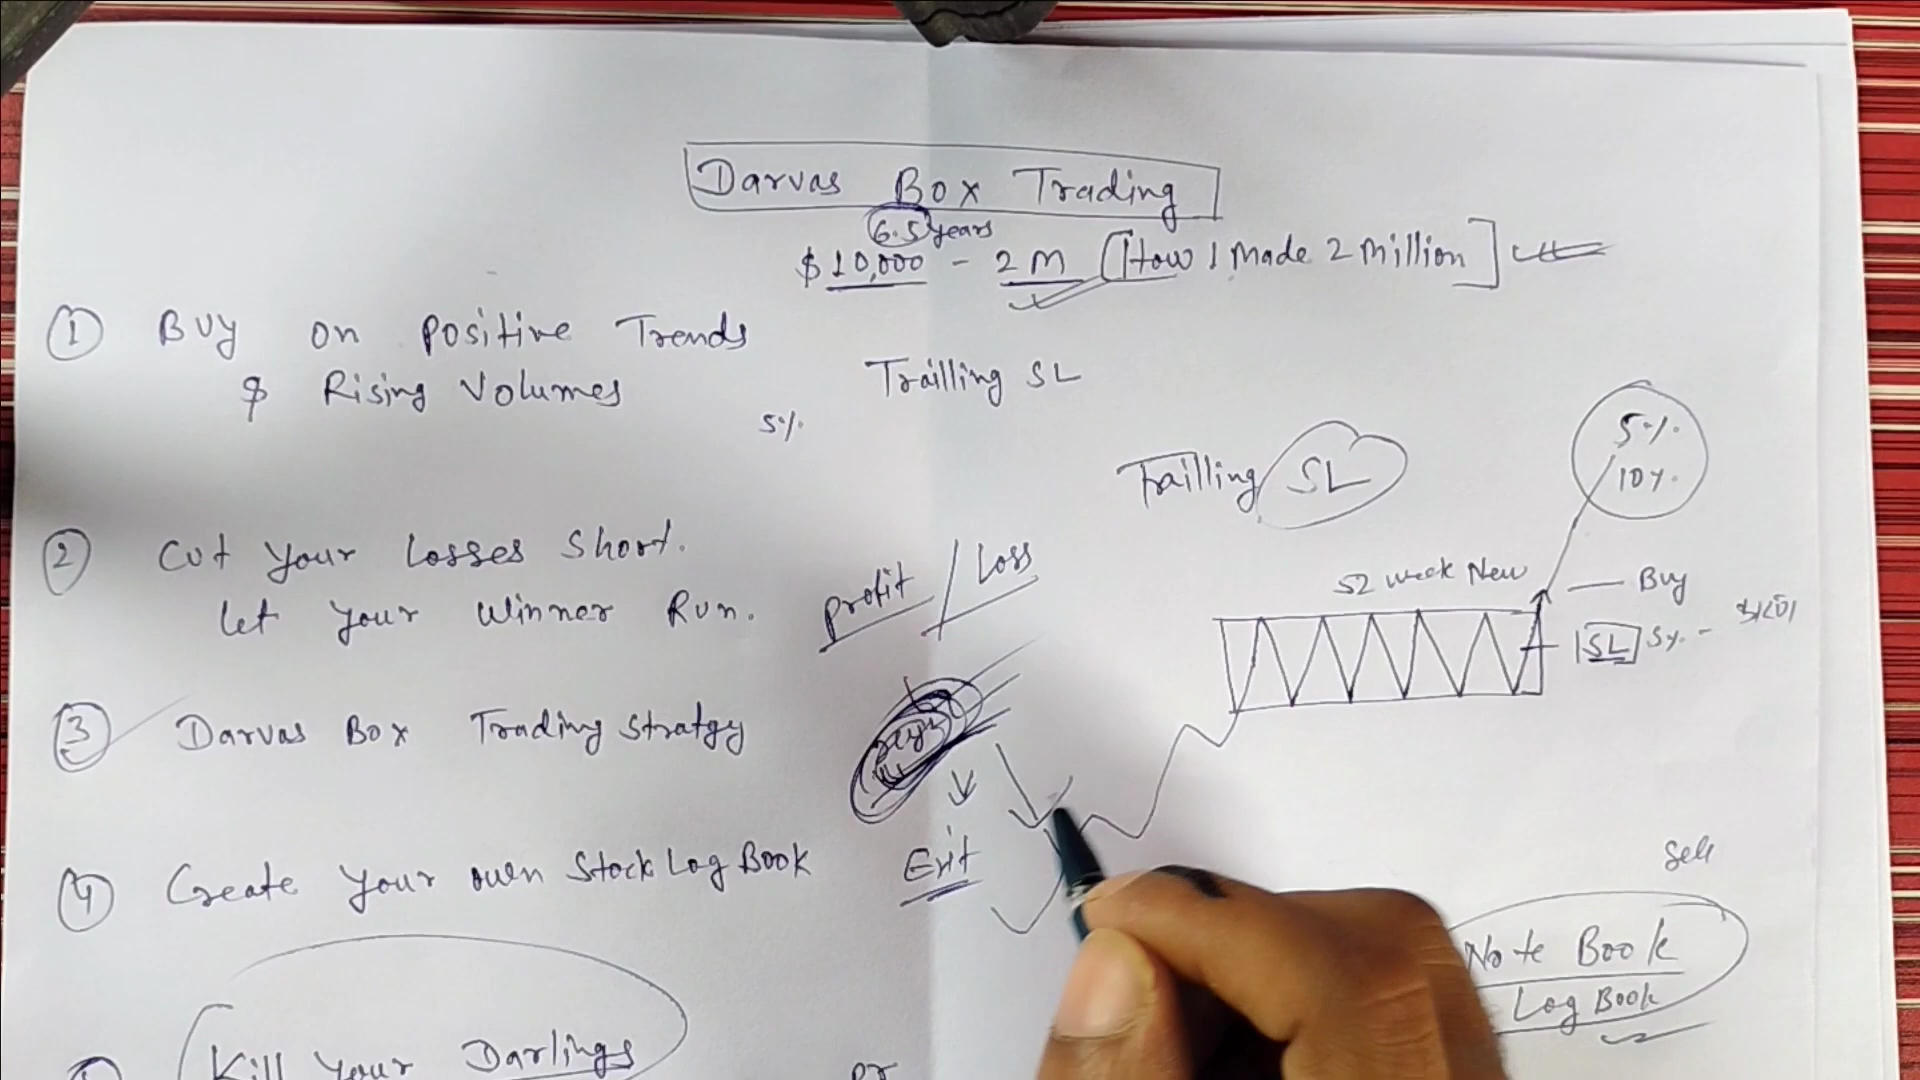 Darvas Box Trading
6.5 years
$10,000 - 2M [How I Made 2 Million]
① Buy on Positive Trends
& Rising Volumes
Trailling SL
5%
Trailling SL
5%
10%
② Cut Your Losses Short.
let Your Winner Run.
Profit / Loss
52 week New
Buy
SL 5% -
③ Darvas Box Trading Stratgy
④ Create Your own Stock Log Book
Exit
Sell
Note Book
Log Book
Kill Your Darlings